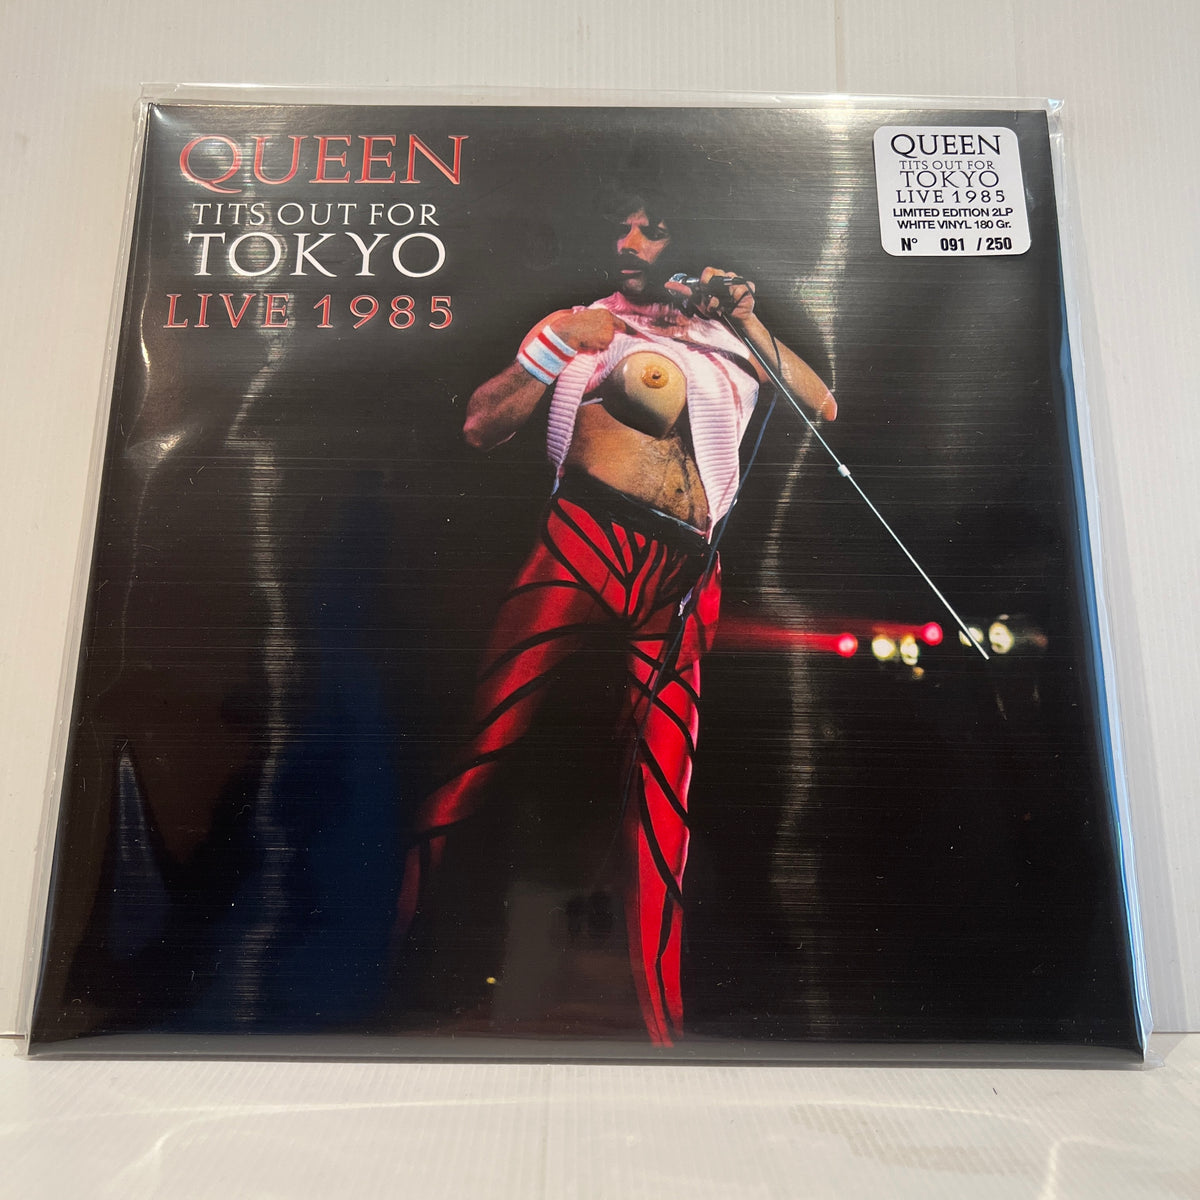 QUEEN
TITS OUT FOR
TOKYO
LIVE 1985
QUEEN
TITS OUT FOR
TOKYO
LIVE 1985
LIMITED EDITION 2LP
WHITE VINYL 180 Gr.
N° 091 / 250